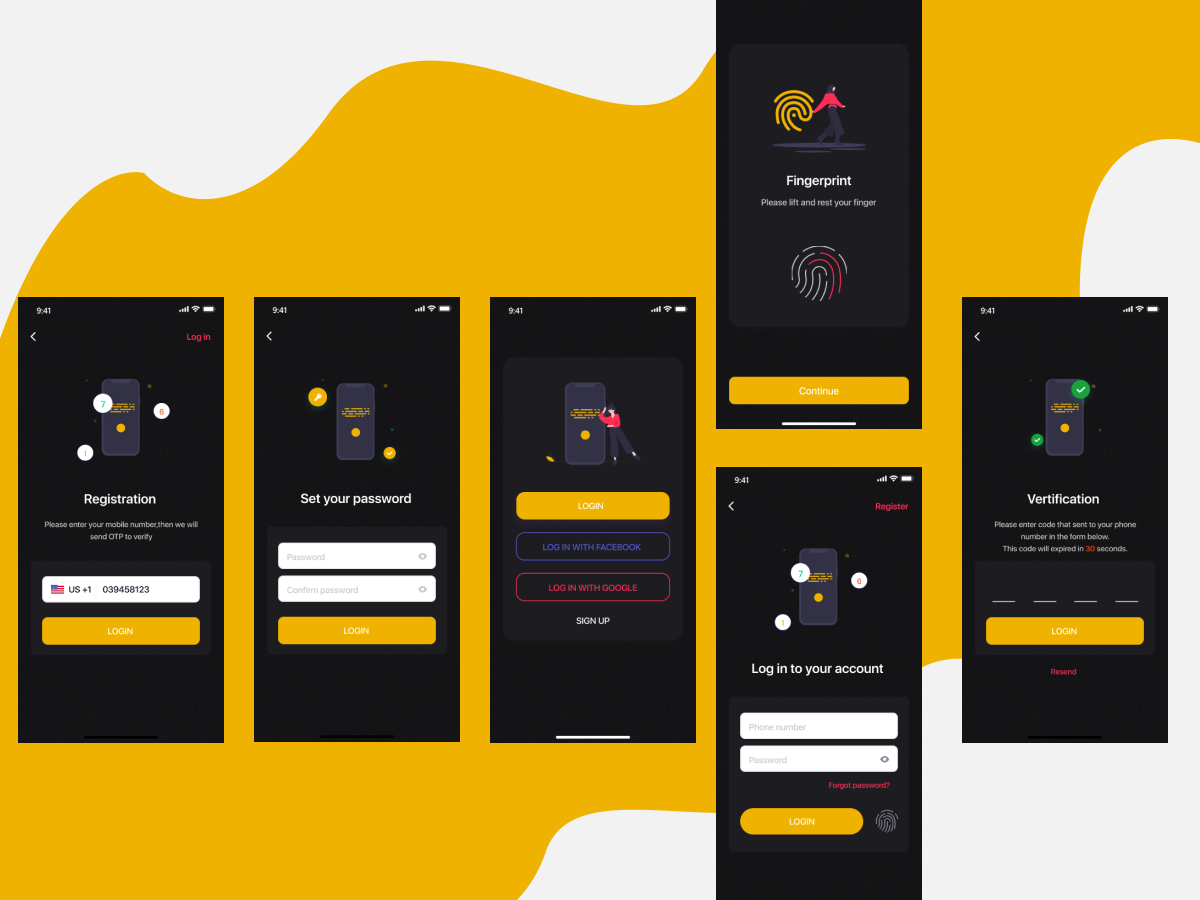 9:41
Log in
7
6
1
Registration
Please enter your mobile number,then we will
send OTP to verify
US +1 039458123
LOGIN
9:41
Set your password
Password
Confirm password
LOGIN
9:41
LOGIN
LOG IN WITH FACEBOOK
LOG IN WITH GOOGLE
SIGN UP
Fingerprint
Please lift and rest your finger
Continue
9:41
Register
7
6
1
Log in to your account
Phone number
Password
Forgot password?
LOGIN
9:41
Vertification
Please enter code that sent to your phone
number in the form below.
This code will expired in 30 seconds.
LOGIN
Resend